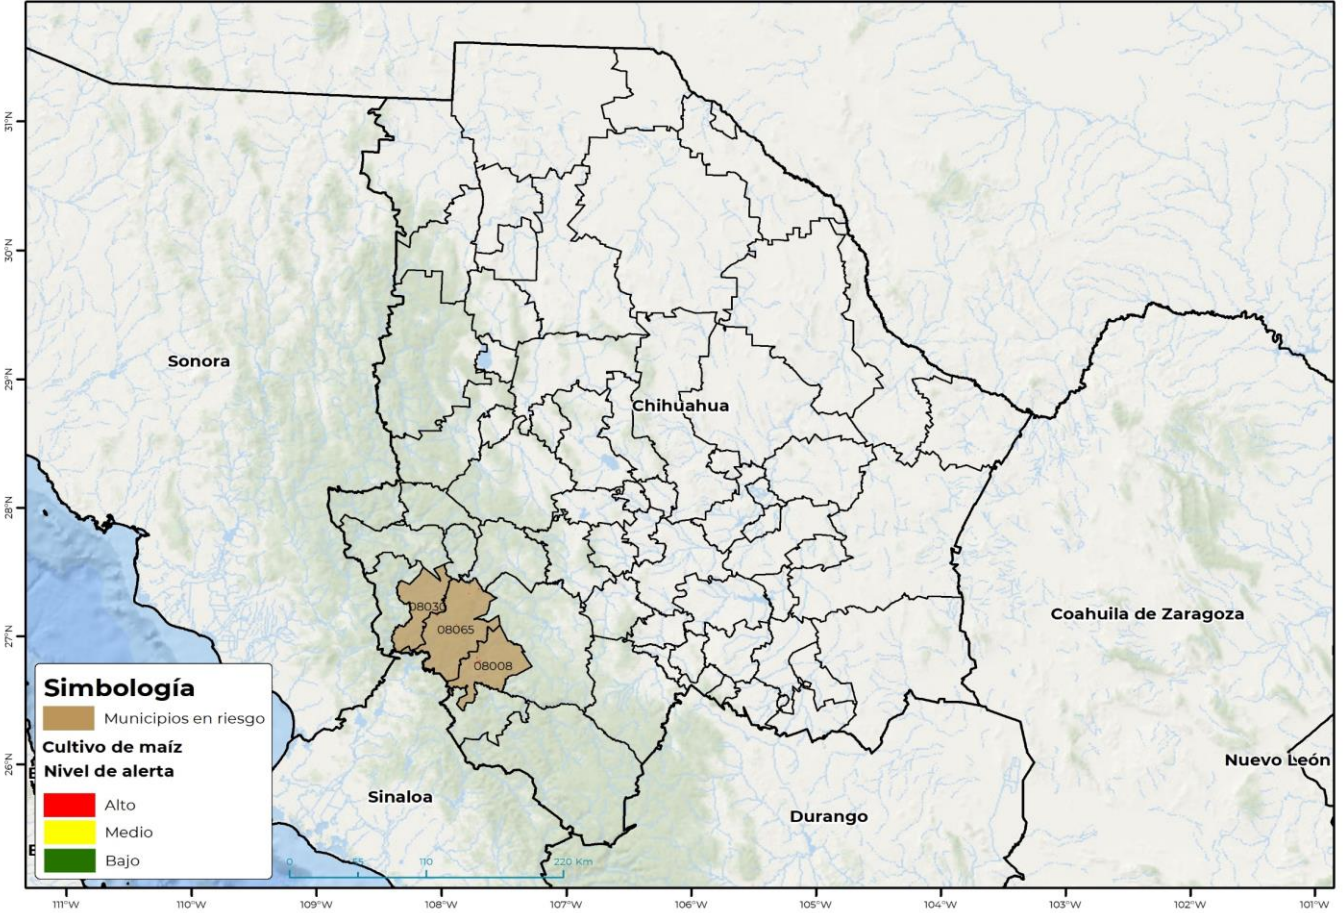 31°N
30°N
29°N
28°N
27°N
26°N
Sonora
Chihuahua
Coahuila de Zaragoza
Nuevo León
Durango
Sinaloa
08030
08065
08008
Simbología
Municipios en riesgo
Cultivo de maíz
Nivel de alerta
Alto
Medio
Bajo
0 55 110 220 Km
111°W 110°W 109°W 108°W 107°W 106°W 105°W 104°W 103°W 102°W 101°W